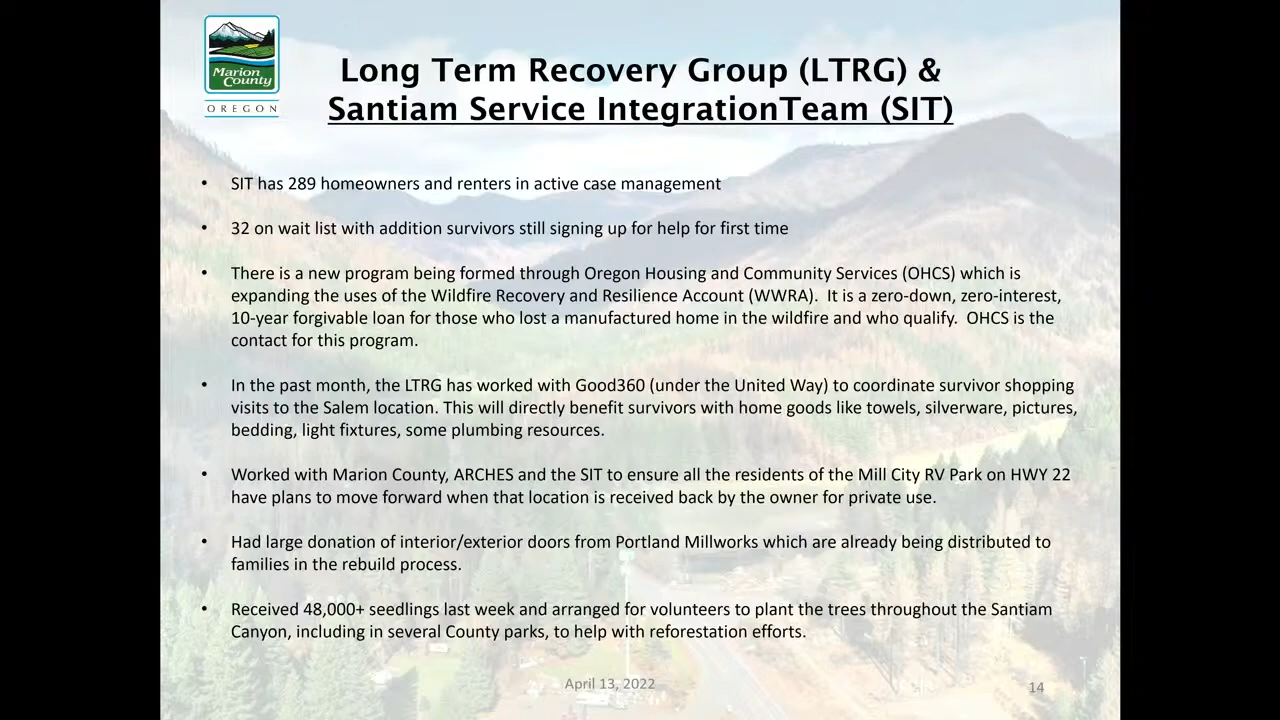 Marion
County
OREGON
Long Term Recovery Group (LTRG) &
Santiam Service IntegrationTeam (SIT)
• SIT has 289 homeowners and renters in active case management
• 32 on wait list with addition survivors still signing up for help for first time
• There is a new program being formed through Oregon Housing and Community Services (OHCS) which is
expanding the uses of the Wildfire Recovery and Resilience Account (WWRA).  It is a zero-down, zero-interest,
10-year forgivable loan for those who lost a manufactured home in the wildfire and who qualify.  OHCS is the
contact for this program.
• In the past month, the LTRG has worked with Good360 (under the United Way) to coordinate survivor shopping
visits to the Salem location. This will directly benefit survivors with home goods like towels, silverware, pictures,
bedding, light fixtures, some plumbing resources.
• Worked with Marion County, ARCHES and the SIT to ensure all the residents of the Mill City RV Park on HWY 22
have plans to move forward when that location is received back by the owner for private use.
• Had large donation of interior/exterior doors from Portland Millworks which are already being distributed to
families in the rebuild process.
• Received 48,000+ seedlings last week and arranged for volunteers to plant the trees throughout the Santiam
Canyon, including in several County parks, to help with reforestation efforts.
April 13, 2022
14